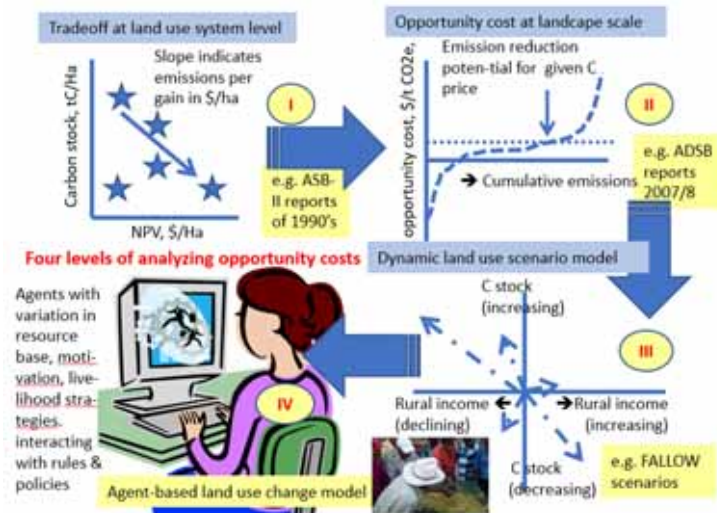 Tradeoff at land use system level
Carbon stock, tC/Ha
Slope indicates
emissions per
gain in $/ha
NPV, $/Ha
I
e.g. ASB-
II reports
of 1990's
Opportunity cost at landcape scale
opportunity cost, $/t CO2e,
Emission reduction
poten-tial for given C
price
➔ Cumulative emissions
II
e.g. ADSB
reports
2007/8
Four levels of analyzing opportunity costs
Dynamic land use scenario model
C stock
(increasing)
Rural income ←
(declining)
➔Rural income
(increasing)
C stock
(decreasing)
III
e.g. FALLOW
scenarios
Agents with
variation in
resource
base, moti-
vation, live-
lihood stra-
tegies.
interacting
with rules &
policies
IV
Agent-based land use change model